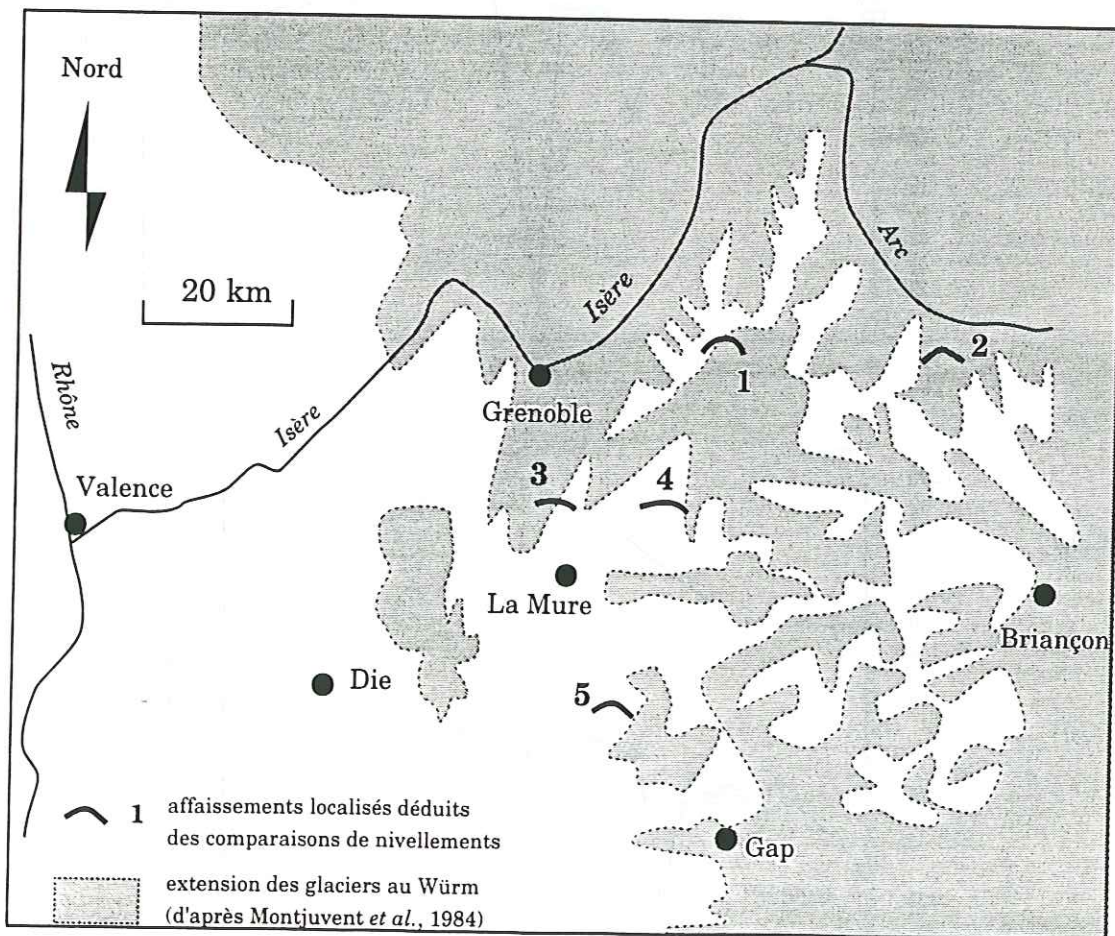 Nord
20 km
Rhône
Isère
Isère
Arc
Valence
Grenoble
1
2
3
4
La Mure
Die
5
Briançon
Gap
1 affaissements localisés déduits
des comparaisons de nivellements
extension des glaciers au Würm
(d'après Montjuvent et al., 1984)